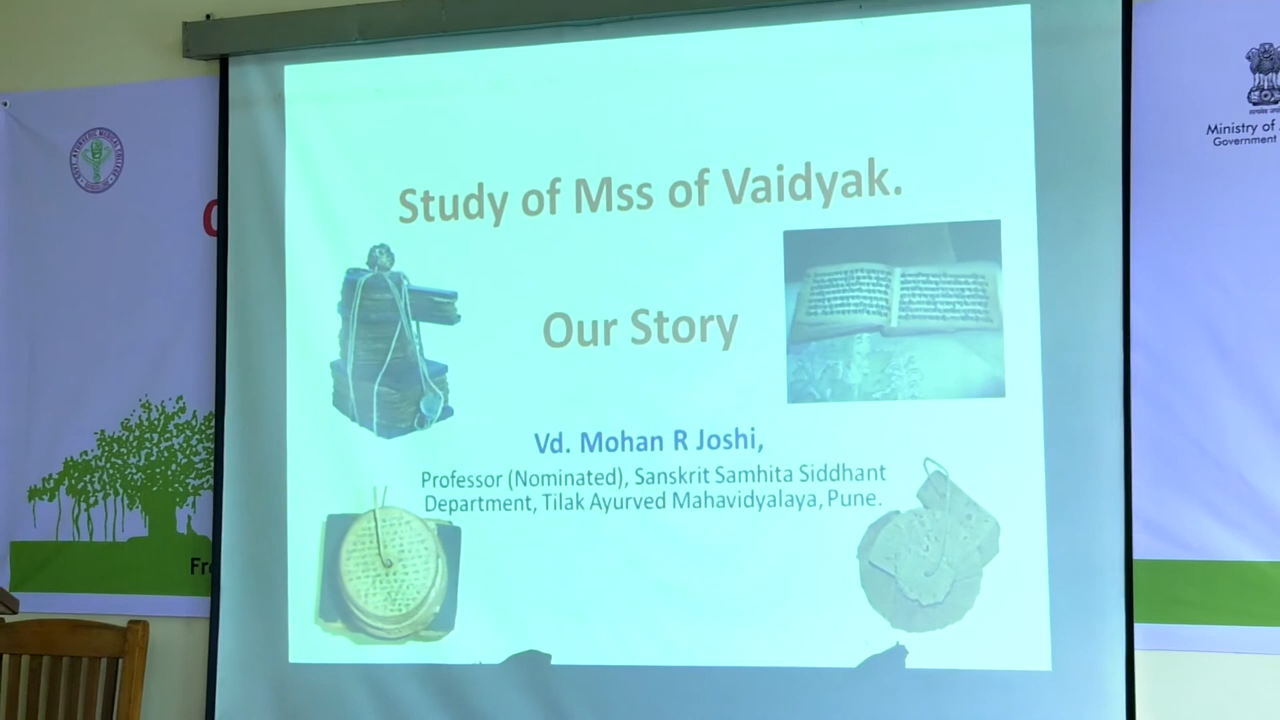 Study of Mss of Vaidyak.
Our Story
Vd. Mohan R Joshi,
Professor (Nominated), Sanskrit Samhita Siddhant
Department, Tilak Ayurved Mahavidyalaya, Pune.
Ministry of
Government